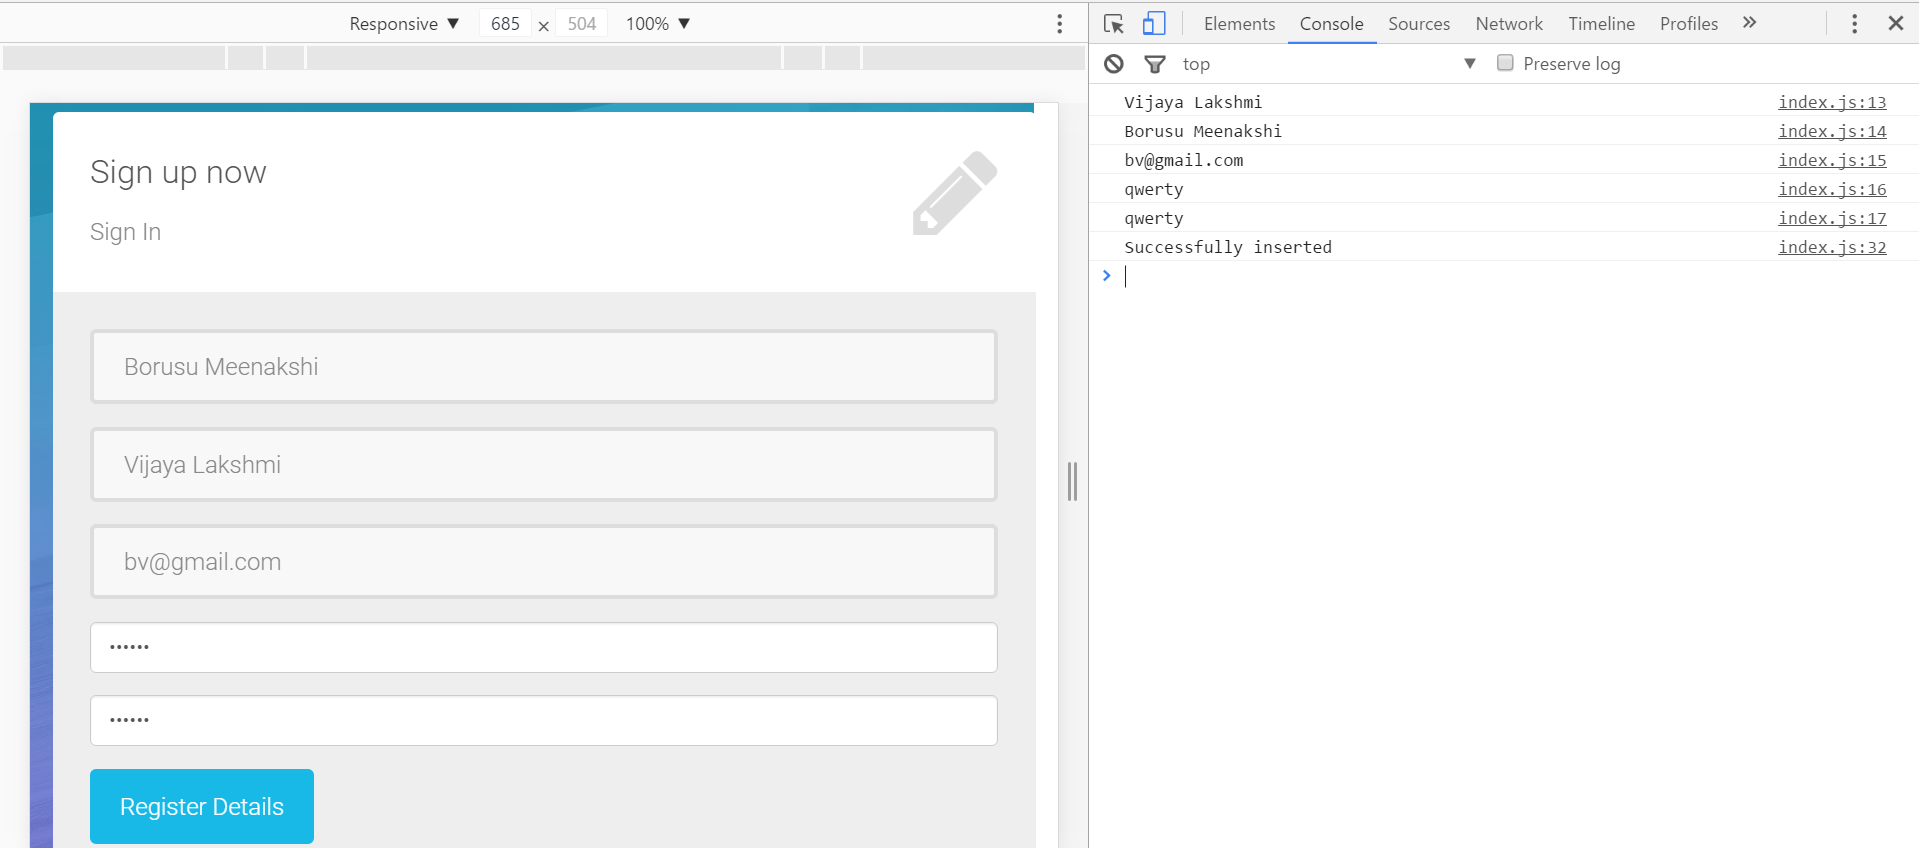 Responsive ▼ 685 × 504 100% ▼
Sign up now
Sign In
Borusu Meenakshi
Vijaya Lakshmi
bv@gmail.com
••••••
••••••
Register Details
Elements Console Sources Network Timeline Profiles »
top ▼ Preserve log
Vijaya Lakshmi index.js:13
Borusu Meenakshi index.js:14
bv@gmail.com index.js:15
qwerty index.js:16
qwerty index.js:17
Successfully inserted index.js:32